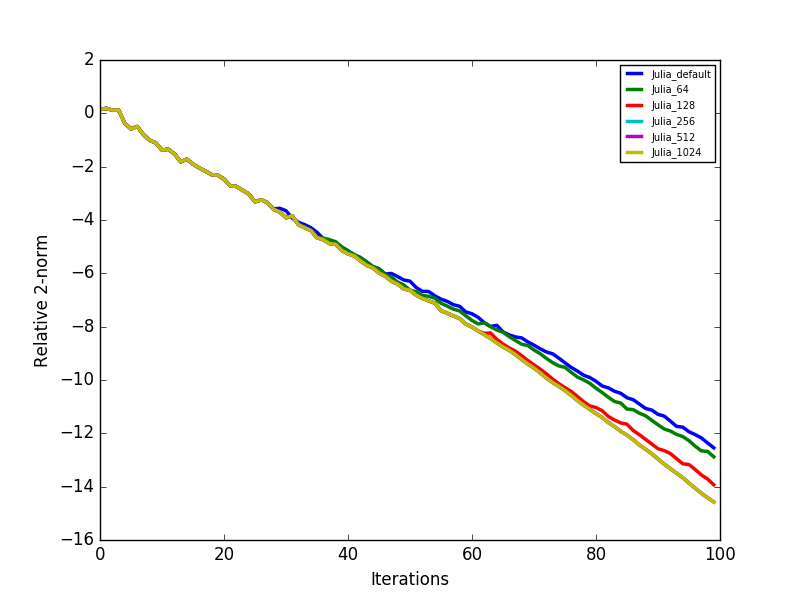 2
0
−2
−4
−6
−8
−10
−12
−14
−16
0 20 40 60 80 100
Relative 2-norm
Iterations
Julia_default
Julia_64
Julia_128
Julia_256
Julia_512
Julia_1024